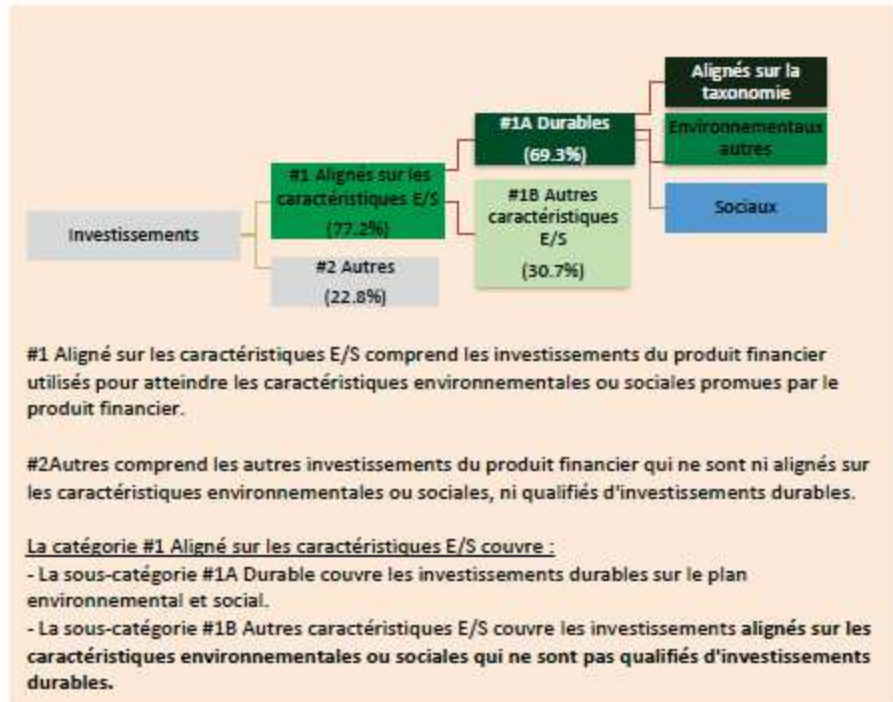 Alignés sur la
taxonomie
#1A Durables
(69.3%)
Environnementaux
autres
#1 Alignés sur les
caractéristiques E/S
(77.2%)
#1B Autres
caractéristiques
E/S
(30.7%)
Sociaux
Investissements
#2 Autres
(22.8%)
#1 Aligné sur les caractéristiques E/S comprend les investissements du produit financier
utilisés pour atteindre les caractéristiques environnementales ou sociales promues par le
produit financier.
#2Autres comprend les autres investissements du produit financier qui ne sont ni alignés sur
les caractéristiques environnementales ou sociales, ni qualifiés d'investissements durables.
La catégorie #1 Aligné sur les caractéristiques E/S couvre :
- La sous-catégorie #1A Durable couvre les investissements durables sur le plan
environnemental et social.
- La sous-catégorie #1B Autres caractéristiques E/S couvre les investissements alignés sur les
caractéristiques environnementales ou sociales qui ne sont pas qualifiés d'investissements
durables.